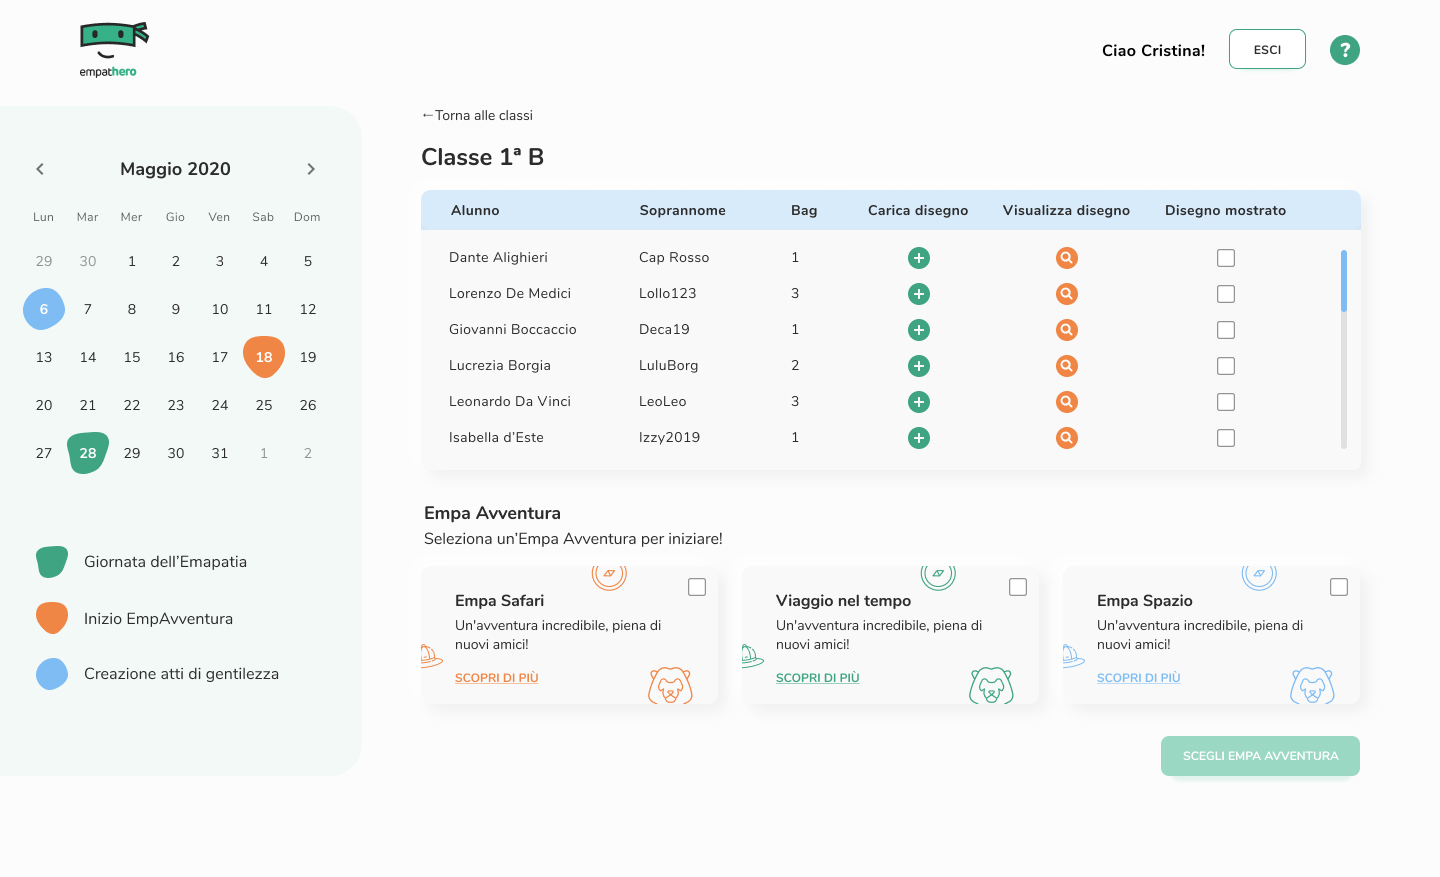 empathero
Ciao Cristina!
ESCI
?
←Torna alle classi
Classe 1ª B
Maggio 2020
Lun Mar Mer Gio Ven Sab Dom
29 30 1 2 3 4 5
6 7 8 9 10 11 12
13 14 15 16 17 18 19
20 21 22 23 24 25 26
27 28 29 30 31 1 2
Giornata dell'Emapatia
Inizio EmpAvventura
Creazione atti di gentilezza
Alunno Soprannome Bag Carica disegno Visualizza disegno Disegno mostrato
Dante Alighieri Cap Rosso 1
Lorenzo De Medici Lollo123 3
Giovanni Boccaccio Deca19 1
Lucrezia Borgia LuluBorg 2
Leonardo Da Vinci LeoLeo 3
Isabella d'Este Izzy2019 1
Empa Avventura
Seleziona un'Empa Avventura per iniziare!
Empa Safari
Un'avventura incredibile, piena di
nuovi amici!
SCOPRI DI PIÙ
Viaggio nel tempo
Un'avventura incredibile, piena di
nuovi amici!
SCOPRI DI PIÙ
Empa Spazio
Un'avventura incredibile, piena di
nuovi amici!
SCOPRI DI PIÙ
SCEGLI EMPA AVVENTURA